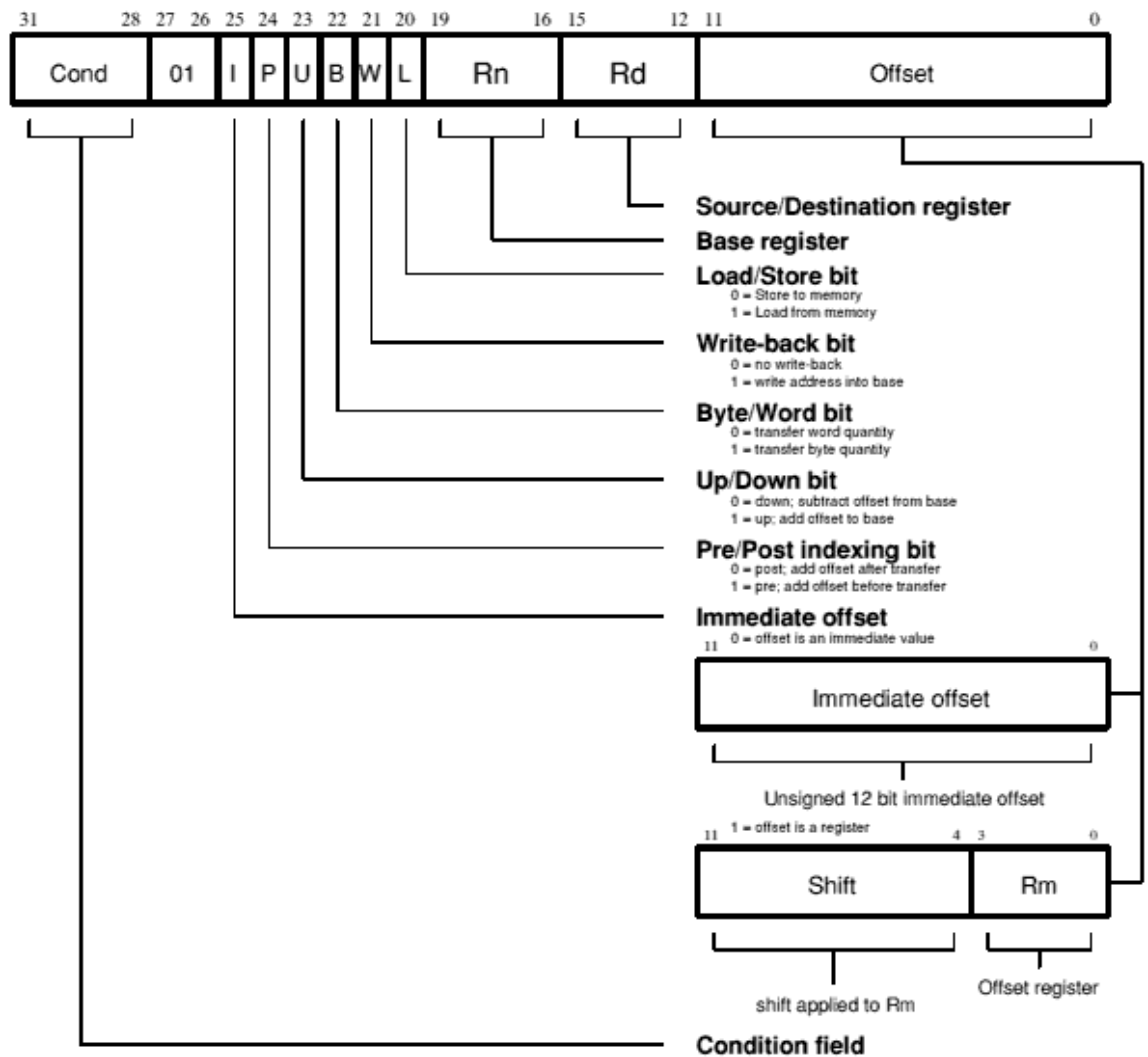 31 28 27 26 25 24 23 22 21 20 19 16 15 12 11 0
Cond 01 I P U B W L Rn Rd Offset
Source/Destination register
Base register
Load/Store bit
0 = Store to memory
1 = Load from memory
Write-back bit
0 = no write-back
1 = write address into base
Byte/Word bit
0 = transfer word quantity
1 = transfer byte quantity
Up/Down bit
0 = down; subtract offset from base
1 = up; add offset to base
Pre/Post indexing bit
0 = post; add offset after transfer
1 = pre; add offset before transfer
Immediate offset
0 = offset is an immediate value
11 0
Immediate offset
Unsigned 12 bit immediate offset
1 = offset is a register
11 4 3 0
Shift Rm
shift applied to Rm
Offset register
Condition field